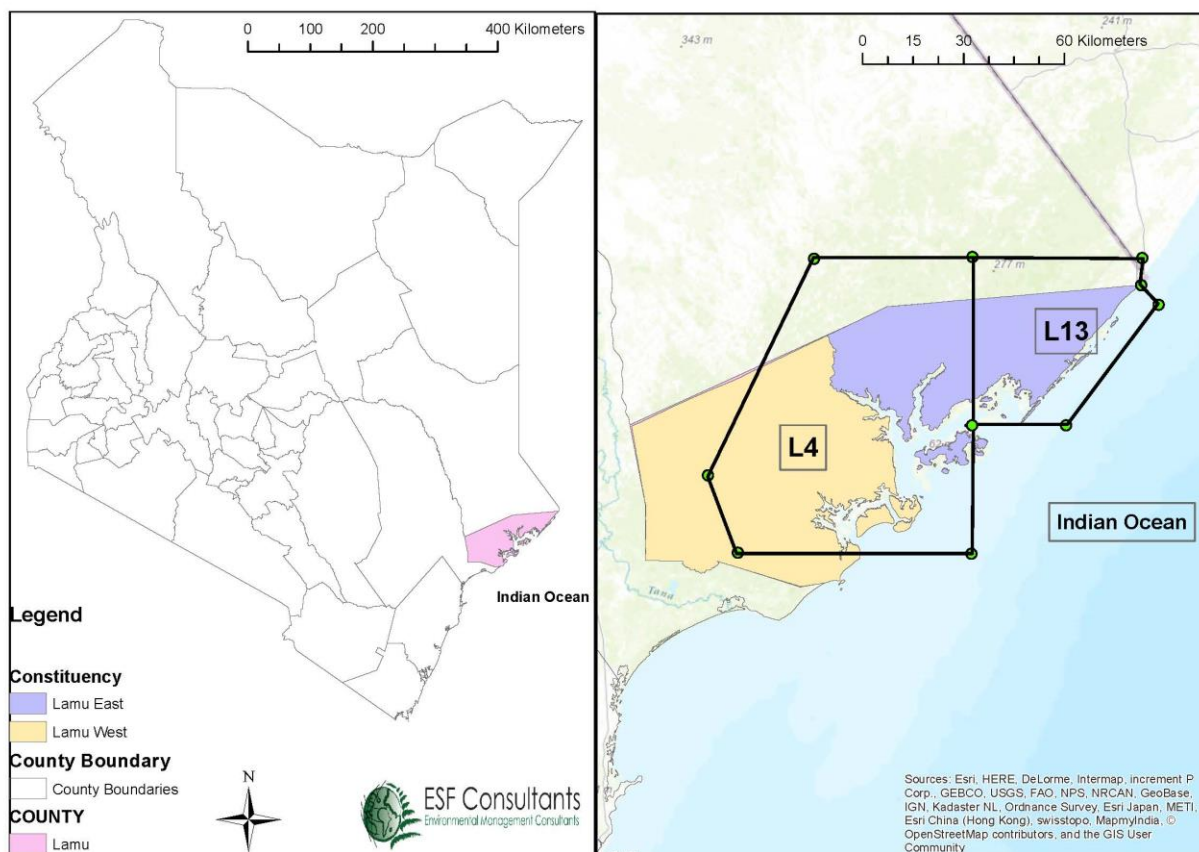 0 100 200 400 Kilometers
Indian Ocean
Legend
Constituency
Lamu East
Lamu West
County Boundary
County Boundaries
COUNTY
Lamu
N
ESF Consultants
Environmental Management Consultants
241 m
343 m
0 15 30 60 Kilometers
277 m
L13
L4
Indian Ocean
Tana
Sources: Esri, HERE, DeLorme, Intermap, increment P
Corp., GEBCO, USGS, FAO, NPS, NRCAN, GeoBase,
IGN, Kadaster NL, Ordnance Survey, Esri Japan, METI,
Esri China (Hong Kong), swisstopo, MapmyIndia, ©
OpenStreetMap contributors, and the GIS User
Community